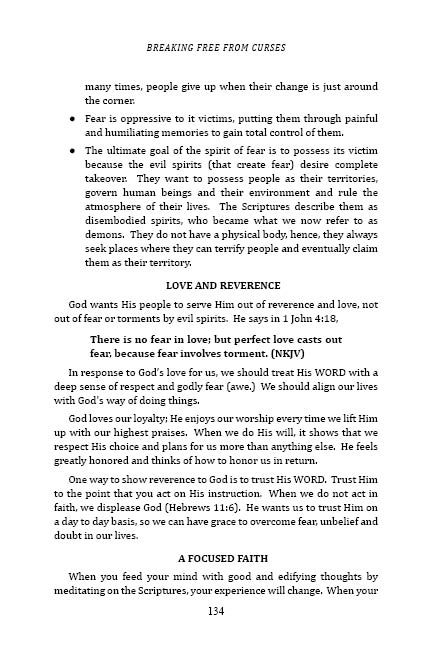 BREAKING FREE FROM CURSES
many times, people give up when their change is just around
the corner.
● Fear is oppressive to it victims, putting them through painful
and humiliating memories to gain total control of them.
● The ultimate goal of the spirit of fear is to possess its victim
because the evil spirits (that create fear) desire complete
takeover. They want to possess people as their territories,
govern human beings and their environment and rule the
atmosphere of their lives. The Scriptures describe them as
disembodied spirits, who became what we now refer to as
demons. They do not have a physical body, hence, they always
seek places where they can terrify people and eventually claim
them as their territory.
LOVE AND REVERENCE
God wants His people to serve Him out of reverence and love, not
out of fear or torments by evil spirits. He says in 1 John 4:18,
There is no fear in love; but perfect love casts out
fear, because fear involves torment. (NKJV)
In response to God's love for us, we should treat His WORD with a
deep sense of respect and godly fear (awe.) We should align our lives
with God's way of doing things.
God loves our loyalty; He enjoys our worship every time we lift Him
up with our highest praises. When we do His will, it shows that we
respect His choice and plans for us more than anything else. He feels
greatly honored and thinks of how to honor us in return.
One way to show reverence to God is to trust His WORD. Trust Him
to the point that you act on His instruction. When we do not act in
faith, we displease God (Hebrews 11:6). He wants us to trust Him on
a day to day basis, so we can have grace to overcome fear, unbelief and
doubt in our lives.
A FOCUSED FAITH
When you feed your mind with good and edifying thoughts by
meditating on the Scriptures, your experience will change. When your
134